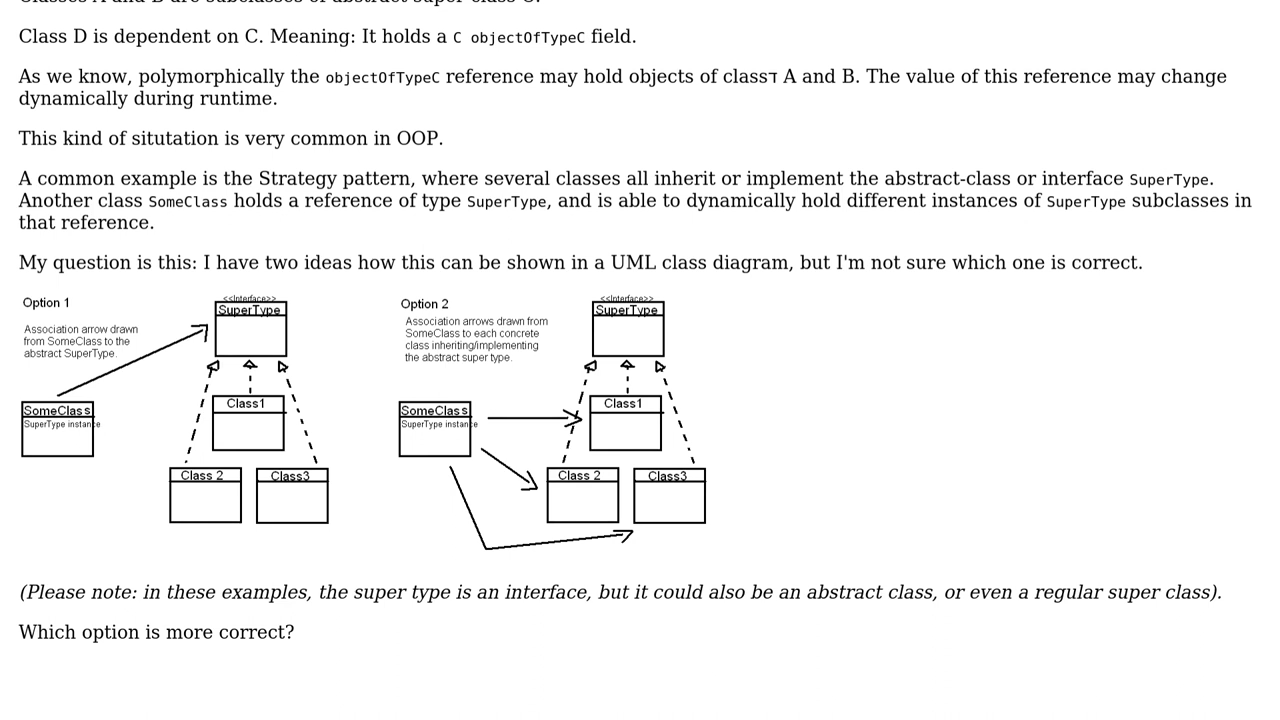 Classes A and B are subclasses of abstract super class C.
Class D is dependent on C. Meaning: It holds a C objectOfTypeC field.
As we know, polymorphically the objectOfTypeC reference may hold objects of classד A and B. The value of this reference may change
dynamically during runtime.
This kind of situtation is very common in OOP.
A common example is the Strategy pattern, where several classes all inherit or implement the abstract-class or interface SuperType.
Another class SomeClass holds a reference of type SuperType, and is able to dynamically hold different instances of SuperType subclasses in
that reference.
My question is this: I have two ideas how this can be shown in a UML class diagram, but I'm not sure which one is correct.
Option 1
Association arrow drawn
from SomeClass to the
abstract SuperType.
<<Interface>>
SuperType
SomeClass
SuperType instance
Class1
Class 2
Class3
Option 2
Association arrows drawn from
SomeClass to each concrete
class inheriting/implementing
the abstract super type.
<<Interface>>
SuperType
SomeClass
SuperType instance
Class1
Class 2
Class3
(Please note: in these examples, the super type is an interface, but it could also be an abstract class, or even a regular super class).
Which option is more correct?